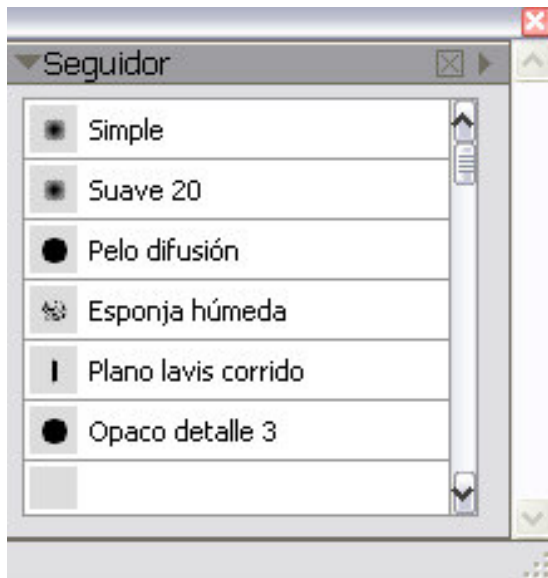 Seguidor
Simple
Suave 20
Pelo difusión
Esponja húmeda
Plano lavis corrido
Opaco detalle 3